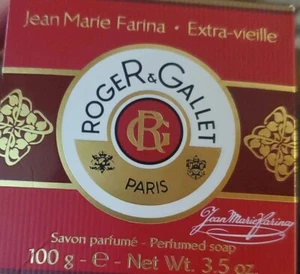 Jean Marie Farina • Extra-vieille
ROGER & GALLET
RG
PARIS
Jean Marie Farina
Savon parfumé - Perfumed soap
100 g - e - Net Wt. 3.5 oz